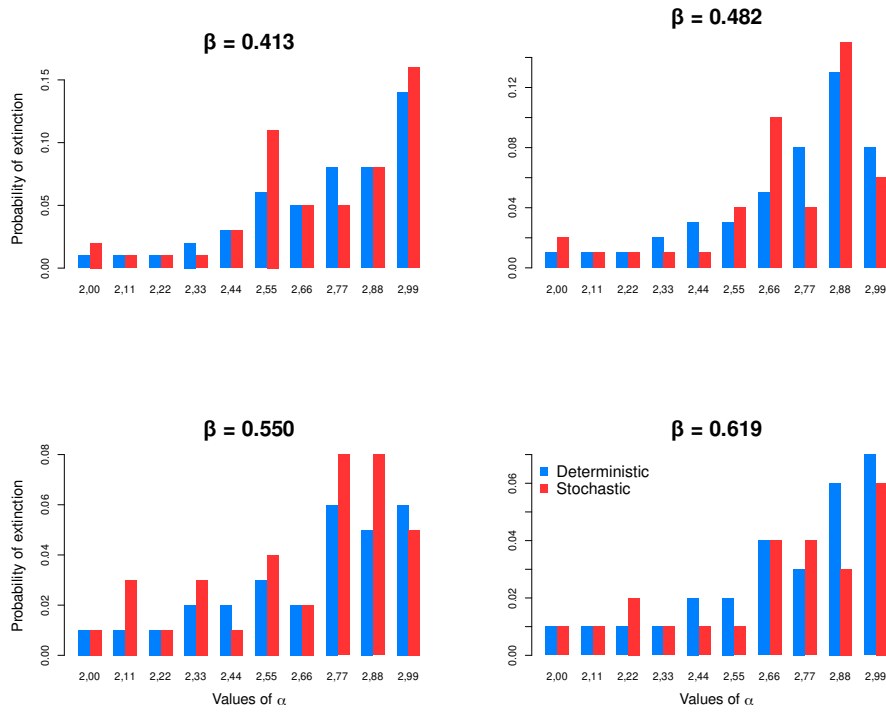 β = 0.413
Probability of extinction
0.15
0.10
0.05
0.00
2,00 2,11 2,22 2,33 2,44 2,55 2,66 2,77 2,88 2,99
β = 0.482
0.12
0.08
0.04
0.00
2,00 2,11 2,22 2,33 2,44 2,55 2,66 2,77 2,88 2,99
β = 0.550
Probability of extinction
0.08
0.06
0.04
0.02
0.00
2,00 2,11 2,22 2,33 2,44 2,55 2,66 2,77 2,88 2,99
Values of α
β = 0.619
Deterministic
Stochastic
0.06
0.04
0.02
0.00
2,00 2,11 2,22 2,33 2,44 2,55 2,66 2,77 2,88 2,99
Values of α